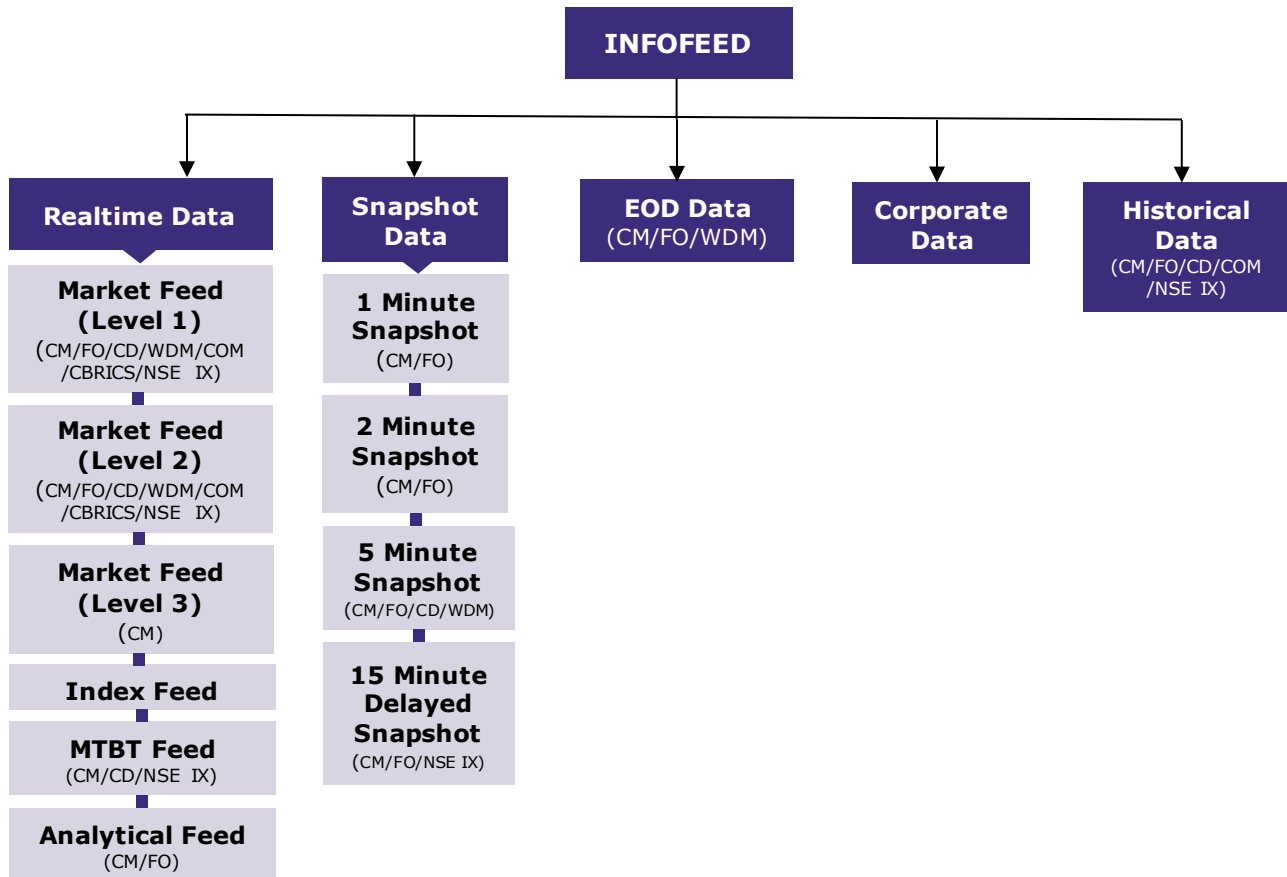 INFOFEED
Realtime Data
Market Feed
(Level 1)
(CM/FO/CD/WDM/COM
/CBRICS/NSE IX)
Market Feed
(Level 2)
(CM/FO/CD/WDM/COM
/CBRICS/NSE IX)
Market Feed
(Level 3)
(CM)
Index Feed
MTBT Feed
(CM/CD/NSE IX)
Analytical Feed
(CM/FO)
Snapshot
Data
1 Minute
Snapshot
(CM/FO)
2 Minute
Snapshot
(CM/FO)
5 Minute
Snapshot
(CM/FO/CD/WDM)
15 Minute
Delayed
Snapshot
(CM/FO/NSE IX)
EOD Data
(CM/FO/WDM)
Corporate
Data
Historical
Data
(CM/FO/CD/COM
/NSE IX)